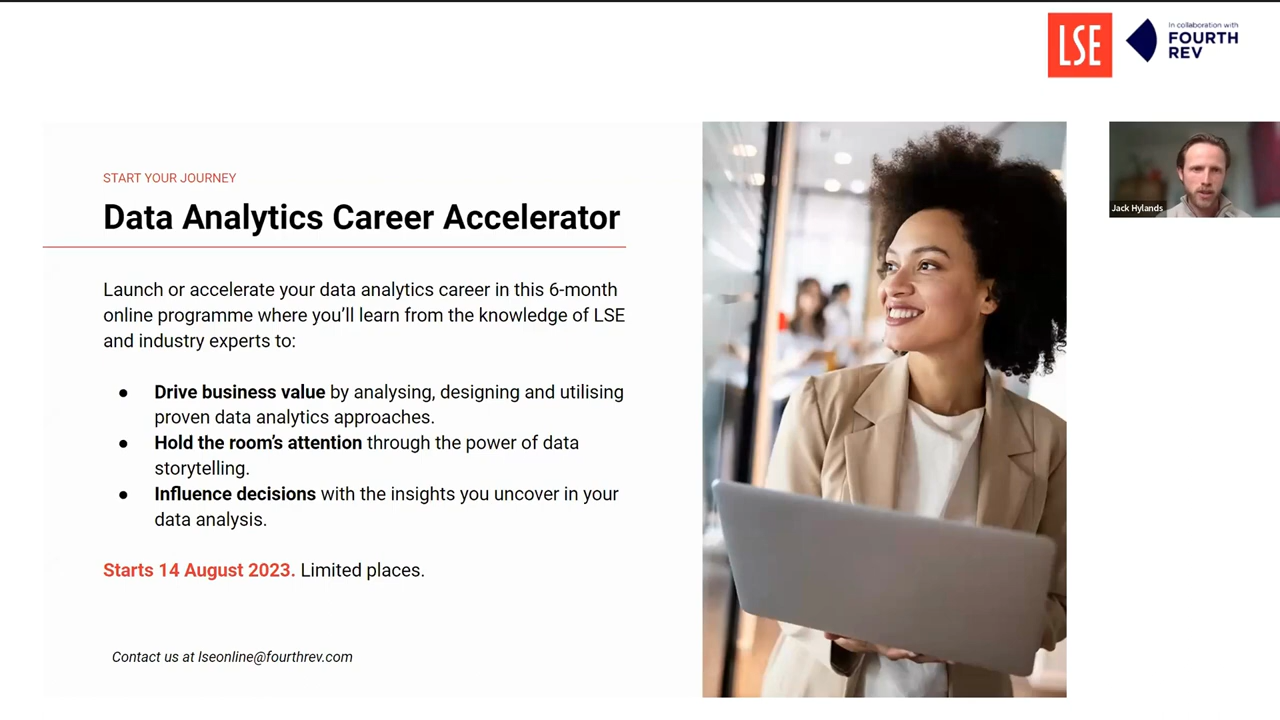 LSE
In collaboration with
FOURTH
REV
START YOUR JOURNEY
Data Analytics Career Accelerator
Launch or accelerate your data analytics career in this 6-month
online programme where you’ll learn from the knowledge of LSE
and industry experts to:
● Drive business value by analysing, designing and utilising
proven data analytics approaches.
● Hold the room’s attention through the power of data
storytelling.
● Influence decisions with the insights you uncover in your
data analysis.
Starts 14 August 2023. Limited places.
Contact us at lseonline@fourthrev.com
Jack Hylands